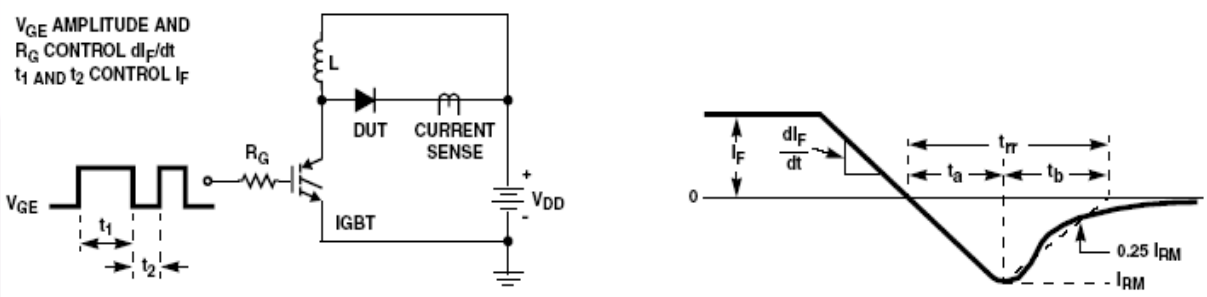 VGE AMPLITUDE AND
RG CONTROL dIF/dt
t1 AND t2 CONTROL IF
L
DUT
CURRENT
SENSE
RG
VGE
t1
t2
IGBT
+
VDD
-
IF
dIF
dt
trr
ta
tb
0
0.25 IRM
IRM